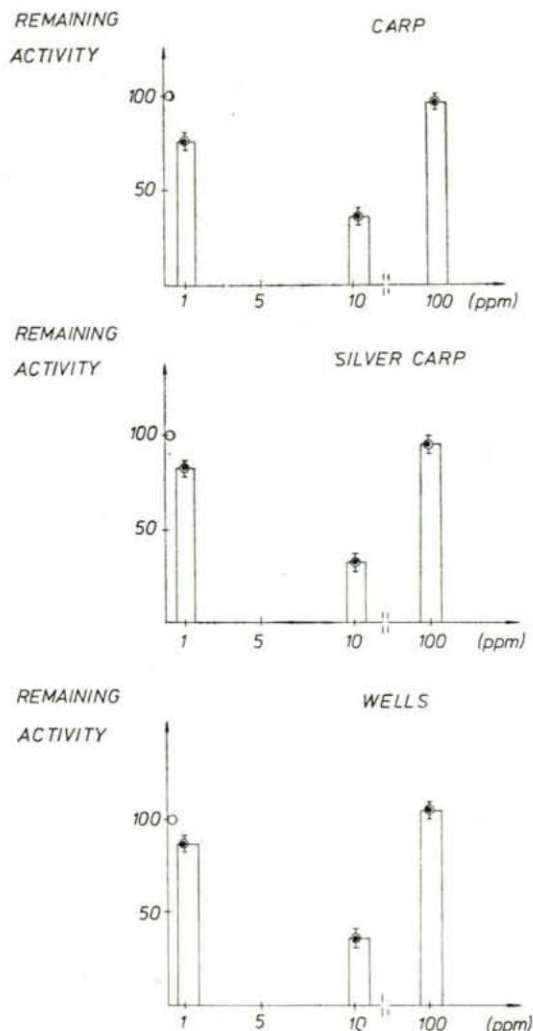 REMAINING
ACTIVITY
CARP
100
50
1 5 10 100 (ppm)
REMAINING
ACTIVITY
SILVER CARP
100
50
1 5 10 100 (ppm)
REMAINING
ACTIVITY
WELLS
100
50
1 5 10 100 (ppm)